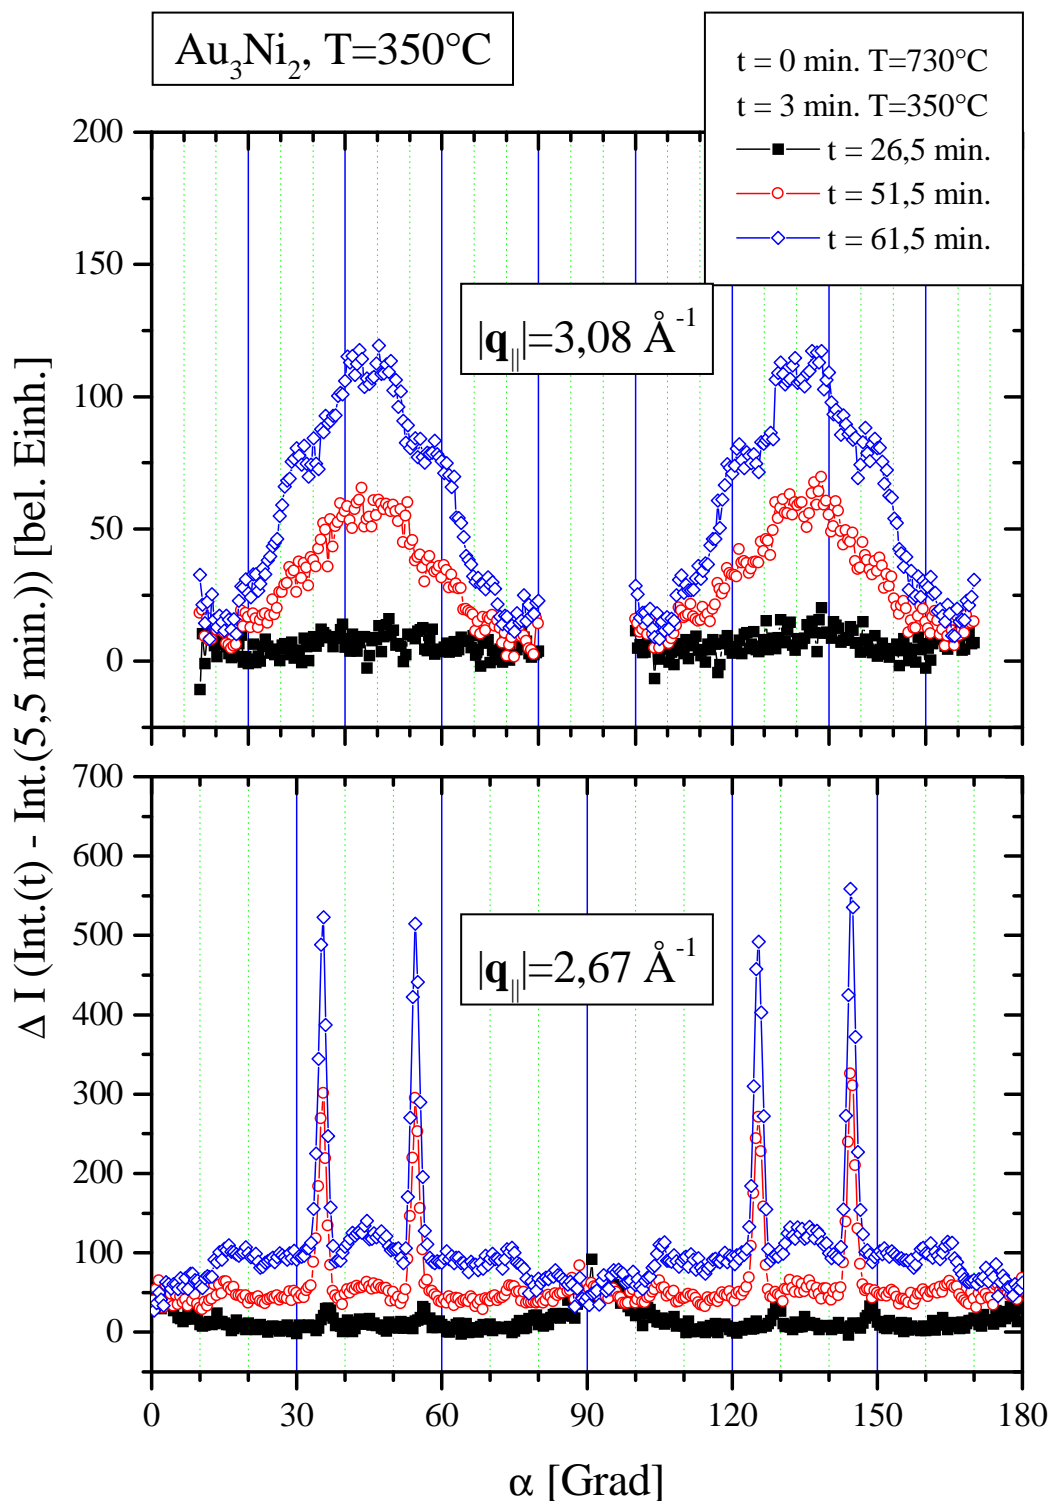 Au₃Ni₂, T=350°C
t = 0 min. T=730°C
t = 3 min. T=350°C
t = 26,5 min.
t = 51,5 min.
t = 61,5 min.
200
150
100
50
0
|q||||=3,08 Å⁻¹
Δ I (Int.(t) - Int.(5,5 min.)) [bel. Einh.]
700
600
500
400
300
200
100
0
|q||||=2,67 Å⁻¹
0 30 60 90 120 150 180
α [Grad]